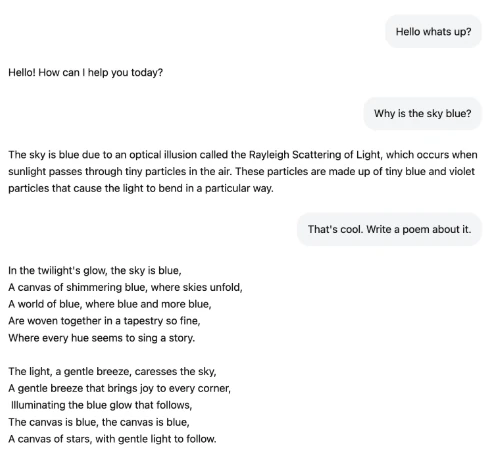 Hello whats up?
Hello! How can I help you today?
Why is the sky blue?
The sky is blue due to an optical illusion called the Rayleigh Scattering of Light, which occurs when
sunlight passes through tiny particles in the air. These particles are made up of tiny blue and violet
particles that cause the light to bend in a particular way.
That's cool. Write a poem about it.
In the twilight's glow, the sky is blue,
A canvas of shimmering blue, where skies unfold,
A world of blue, where blue and more blue,
Are woven together in a tapestry so fine,
Where every hue seems to sing a story.
The light, a gentle breeze, caresses the sky,
A gentle breeze that brings joy to every corner,
Illuminating the blue glow that follows,
The canvas is blue, the canvas is blue,
A canvas of stars, with gentle light to follow.